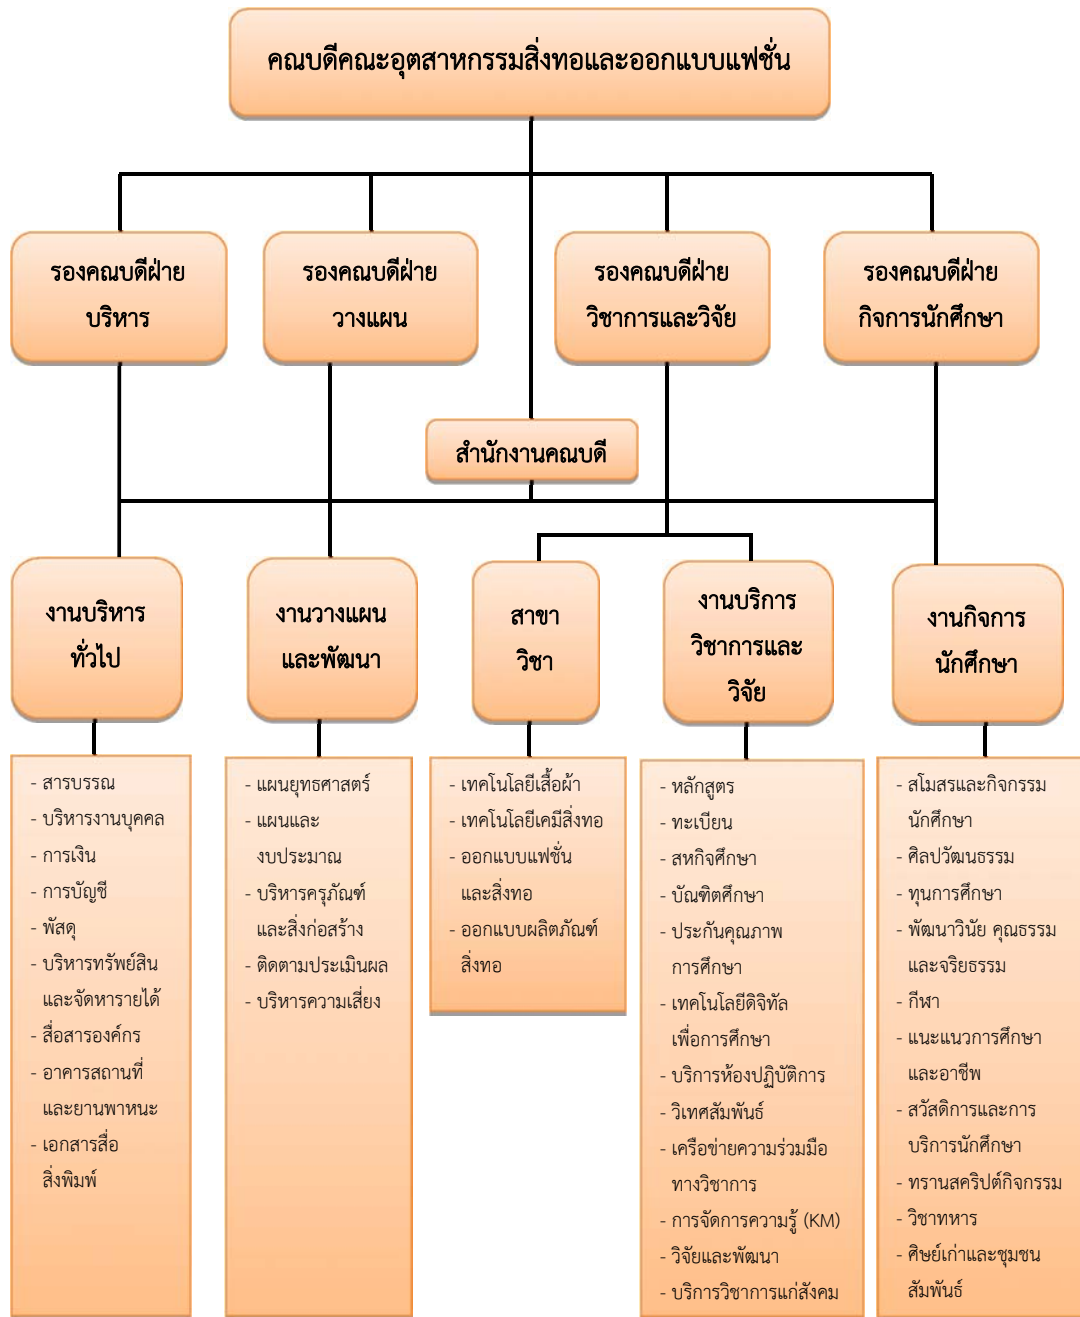 คณบดีคณะอุตสาหกรรมสิ่งทอและออกแบบแฟชั่น
รองคณบดีฝ่าย
บริหาร
รองคณบดีฝ่าย
วางแผน
รองคณบดีฝ่าย
วิชาการและวิจัย
รองคณบดีฝ่าย
กิจการนักศึกษา
สำนักงานคณบดี
งานบริหาร
ทั่วไป
งานวางแผน
และพัฒนา
สาขา
วิชา
งานบริการ
วิชาการและ
วิจัย
งานกิจการ
นักศึกษา
- สารบรรณ
- บริหารงานบุคคล
- การเงิน
- การบัญชี
- พัสดุ
- บริหารทรัพย์สิน
และจัดหารายได้
- สื่อสารองค์กร
- อาคารสถานที่
และยานพาหนะ
- เอกสารสื่อ
สิ่งพิมพ์
- แผนยุทธศาสตร์
- แผนและ
งบประมาณ
- บริหารครุภัณฑ์
และสิ่งก่อสร้าง
- ติดตามประเมินผล
- บริหารความเสี่ยง
- เทคโนโลยีเสื้อผ้า
- เทคโนโลยีเคมีสิ่งทอ
- ออกแบบแฟชั่น
และสิ่งทอ
- ออกแบบผลิตภัณฑ์
สิ่งทอ
- หลักสูตร
- ทะเบียน
- สหกิจศึกษา
- บัณฑิตศึกษา
- ประกันคุณภาพ
การศึกษา
- เทคโนโลยีดิจิทัล
เพื่อการศึกษา
- บริการห้องปฏิบัติการ
- วิเทศสัมพันธ์
- เครือข่ายความร่วมมือ
ทางวิชาการ
- การจัดการความรู้ (KM)
- วิจัยและพัฒนา
- บริการวิชาการแก่สังคม
- สโมสรและกิจกรรม
นักศึกษา
- ศิลปวัฒนธรรม
- ทุนการศึกษา
- พัฒนาวินัย คุณธรรม
และจริยธรรม
- กีฬา
- แนะแนวการศึกษา
และอาชีพ
- สวัสดิการและการ
บริการนักศึกษา
- ทรานสคริปต์กิจกรรม
- วิชาทหาร
- ศิษย์เก่าและชุมชน
สัมพันธ์